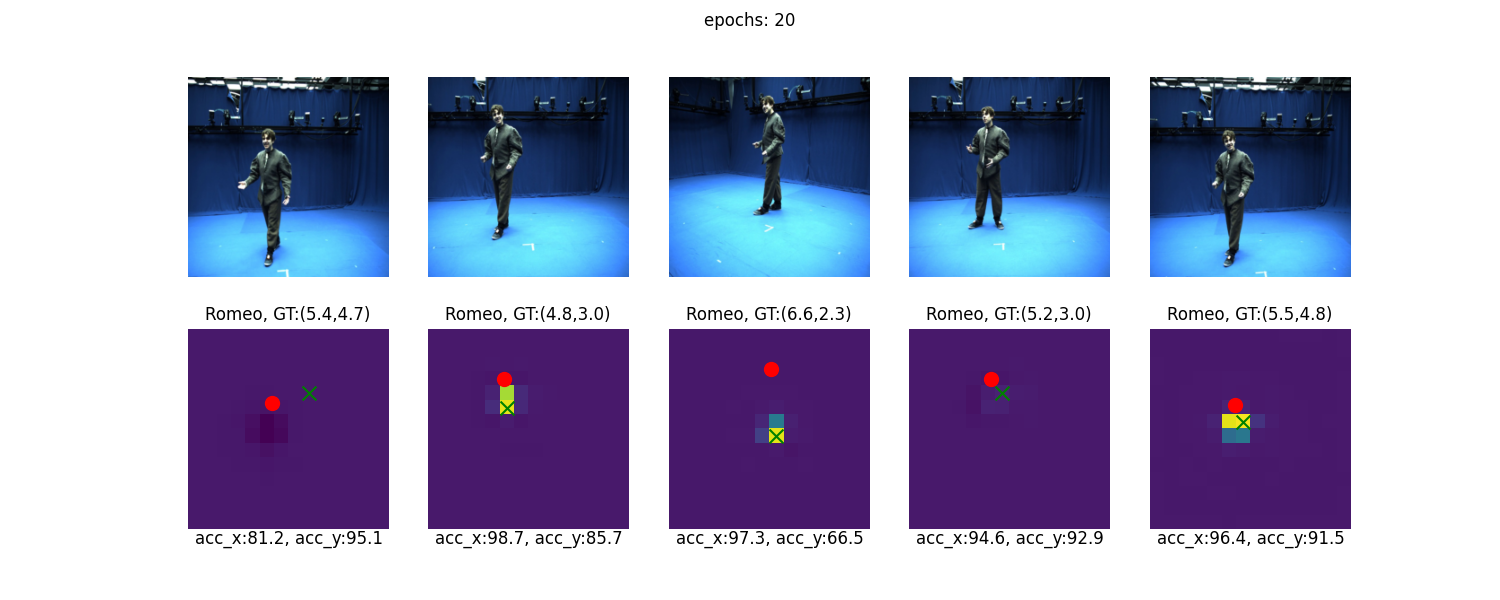 epochs: 20
Romeo, GT:(5.4,4.7)
Romeo, GT:(4.8,3.0)
Romeo, GT:(6.6,2.3)
Romeo, GT:(5.2,3.0)
Romeo, GT:(5.5,4.8)
acc_x:81.2, acc_y:95.1
acc_x:98.7, acc_y:85.7
acc_x:97.3, acc_y:66.5
acc_x:94.6, acc_y:92.9
acc_x:96.4, acc_y:91.5